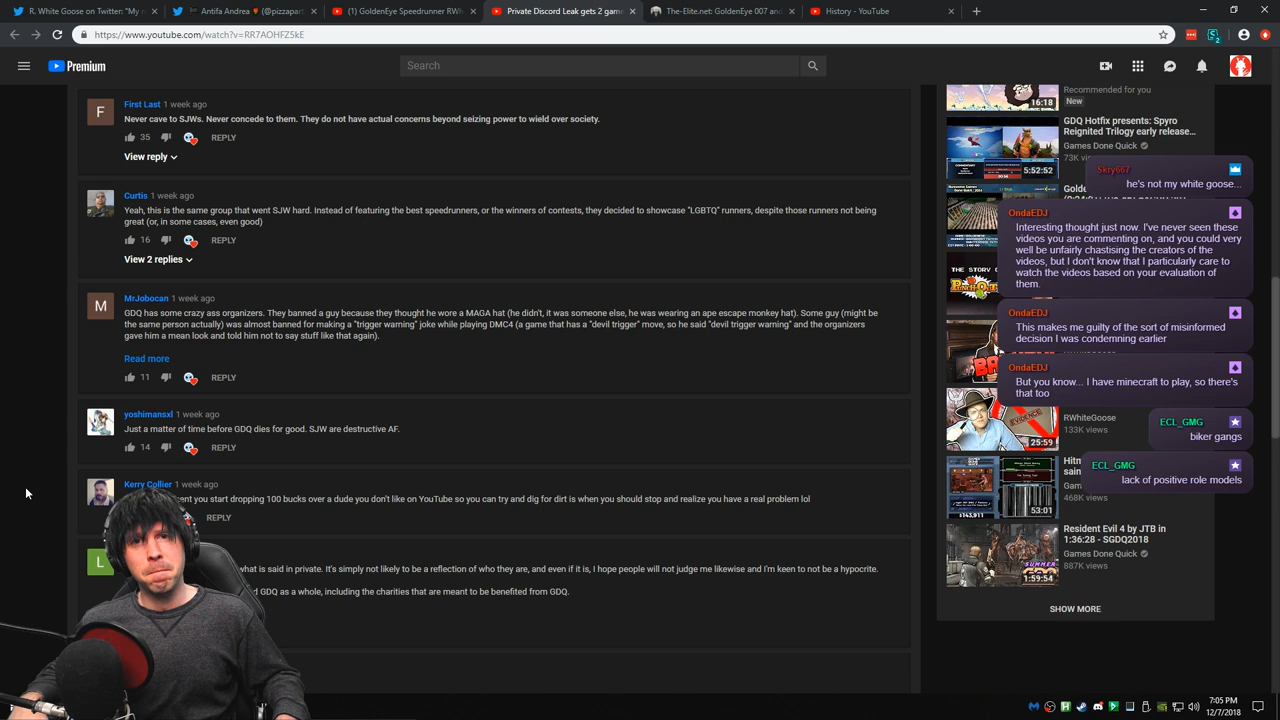 R. White Goose on Twitter: "My n
Antifa Andrea (@pizzapart
(1) GoldenEye Speedrunner RWh
Private Discord Leak gets 2 game
The-Elite.net: GoldenEye 007 and
History - YouTube
https://www.youtube.com/watch?v=RR7AOHFZ5kE
Premium
Search
First Last 1 week ago
Never cave to SJWs. Never concede to them. They do not have actual concerns beyond seizing power to wield over society.
35 REPLY
View reply
Curtis 1 week ago
Yeah, this is the same group that went SJW hard. Instead of featuring the best speedrunners, or the winners of contests, they decided to showcase "LGBTQ" runners, despite those runners not being
great (or, in some cases, even good)
16 REPLY
View 2 replies
M
MrJobocan 1 week ago
GDQ has some crazy ass organizers. They banned a guy because they thought he wore a MAGA hat (he didn't, it was someone else, he was wearing an ape escape monkey hat). Some guy (might be
the same person actually) was almost banned for making a "trigger warning" joke while playing DMC4 (a game that has a "devil trigger" move, so he said "devil trigger warning" and the organizers
gave him a mean look and told him not to say stuff like that again).
Read more
11 REPLY
yoshimansxl 1 week ago
Just a matter of time before GDQ dies for good. SJW are destructive AF.
14 REPLY
Kerry Collier 1 week ago
ent you start dropping 100 bucks over a dude you don't like on YouTube so you can try and dig for dirt is when you should stop and realize you have a real problem lol
REPLY
L
what is said in private. It's simply not likely to be a reflection of who they are, and even if it is, I hope people will not judge me likewise and I'm keen to not be a hypocrite.
d GDQ as a whole, including the charities that are meant to be benefited from GDQ.
Recommended for you
New
16:18
GDQ Hotfix presents: Spyro
Reignited Trilogy early release...
Games Done Quick
73K vi
5:52:52
Skry667
he's not my white goose...
OndaEDJ
Interesting thought just now. I've never seen these
videos you are commenting on, and you could very
well be unfairly chastising the creators of the
videos, but I don't know that I particularly care to
watch the videos based on your evaluation of
them.
THE STORY O
OndaEDJ
This makes me guilty of the sort of misinformed
decision I was condemning earlier
OndaEDJ
But you know... I have minecraft to play, so there's
that too
EVIDENCE
RWhiteGoose
133K views
25:59
ECL_GMG
biker gangs
ECL_GMG
lack of positive role models
Hitm
sain
Gam
468K views
$143,911
53:01
Resident Evil 4 by JTB in
1:36:28 - SGDQ2018
Games Done Quick
887K views
1:59:54
SHOW MORE
7:05 PM
12/7/2018